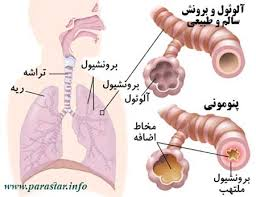 آلوئول و برونش
سالم و طبیعی
برونشیول
تراشه
ریه
برونشیول
آلوئول
پنومونی
مخاط
اضافه
برونشیول
ملتهب
www.parastar.info